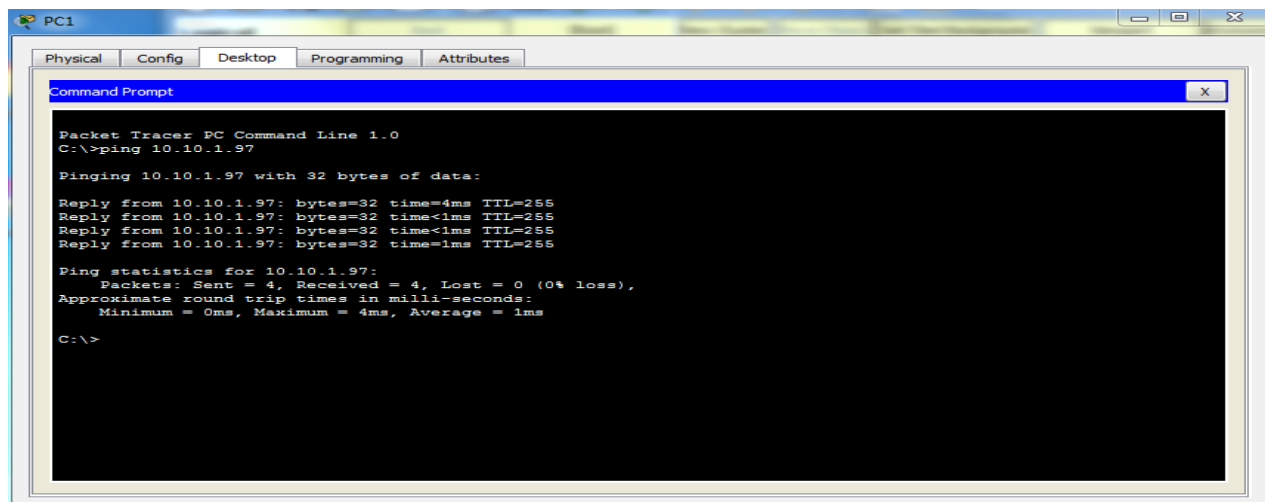 PC1
Physical Config Desktop Programming Attributes
Command Prompt X
Packet Tracer PC Command Line 1.0
C:\>ping 10.10.1.97
Pinging 10.10.1.97 with 32 bytes of data:
Reply from 10.10.1.97: bytes=32 time=4ms TTL=255
Reply from 10.10.1.97: bytes=32 time<1ms TTL=255
Reply from 10.10.1.97: bytes=32 time<1ms TTL=255
Reply from 10.10.1.97: bytes=32 time=1ms TTL=255
Ping statistics for 10.10.1.97:
Packets: Sent = 4, Received = 4, Lost = 0 (0% loss),
Approximate round trip times in milli-seconds:
Minimum = 0ms, Maximum = 4ms, Average = 1ms
C:\>